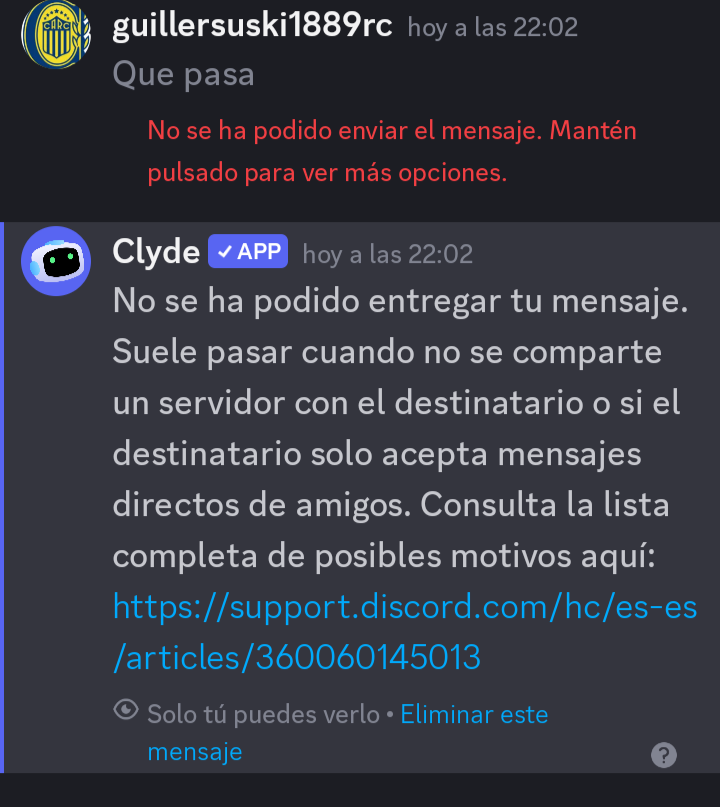 guillersuski1889rc hoy a las 22:02
Que pasa
No se ha podido enviar el mensaje. Mantén
pulsado para ver más opciones.
Clyde ✓ APP hoy a las 22:02
No se ha podido entregar tu mensaje.
Suele pasar cuando no se comparte
un servidor con el destinatario o si el
destinatario solo acepta mensajes
directos de amigos. Consulta la lista
completa de posibles motivos aquí:
https://support.discord.com/hc/es-es
/articles/360060145013
Solo tú puedes verlo • Eliminar este
mensaje
?